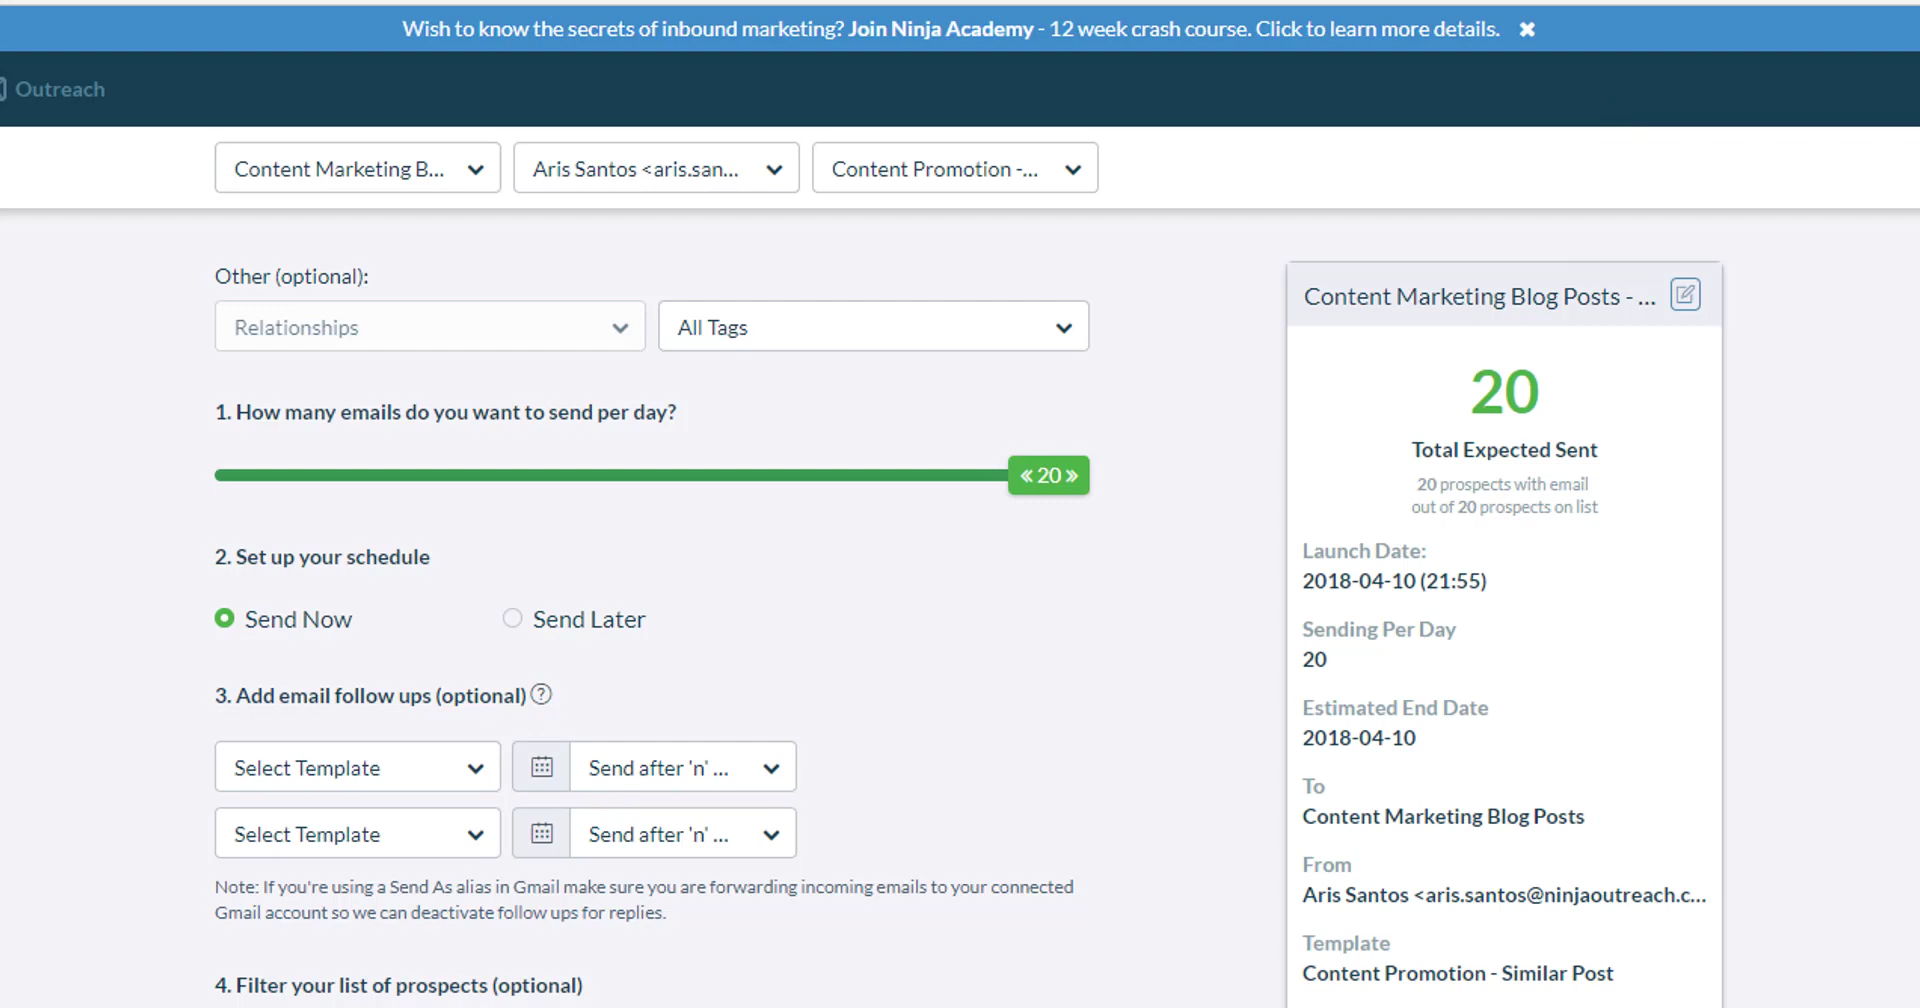 Wish to know the secrets of inbound marketing? Join Ninja Academy - 12 week crash course. Click to learn more details. ✖
Outreach
Content Marketing B...
Aris Santos <aris.san...
Content Promotion -...
Other (optional):
Relationships
All Tags
1. How many emails do you want to send per day?
« 20 »
2. Set up your schedule
Send Now
Send Later
3. Add email follow ups (optional) ?
Select Template
Send after 'n' ...
Select Template
Send after 'n' ...
Note: If you're using a Send As alias in Gmail make sure you are forwarding incoming emails to your connected
Gmail account so we can deactivate follow ups for replies.
4. Filter your list of prospects (optional)
Content Marketing Blog Posts - ...
20
Total Expected Sent
20 prospects with email
out of 20 prospects on list
Launch Date:
2018-04-10 (21:55)
Sending Per Day
20
Estimated End Date
2018-04-10
To
Content Marketing Blog Posts
From
Aris Santos <aris.santos@ninjaoutreach.c...
Template
Content Promotion - Similar Post